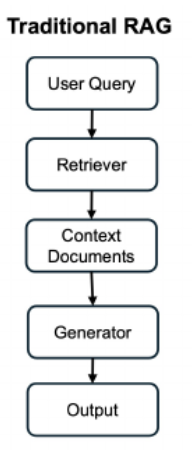 Traditional RAG
User Query
Retriever
Context
Documents
Generator
Output